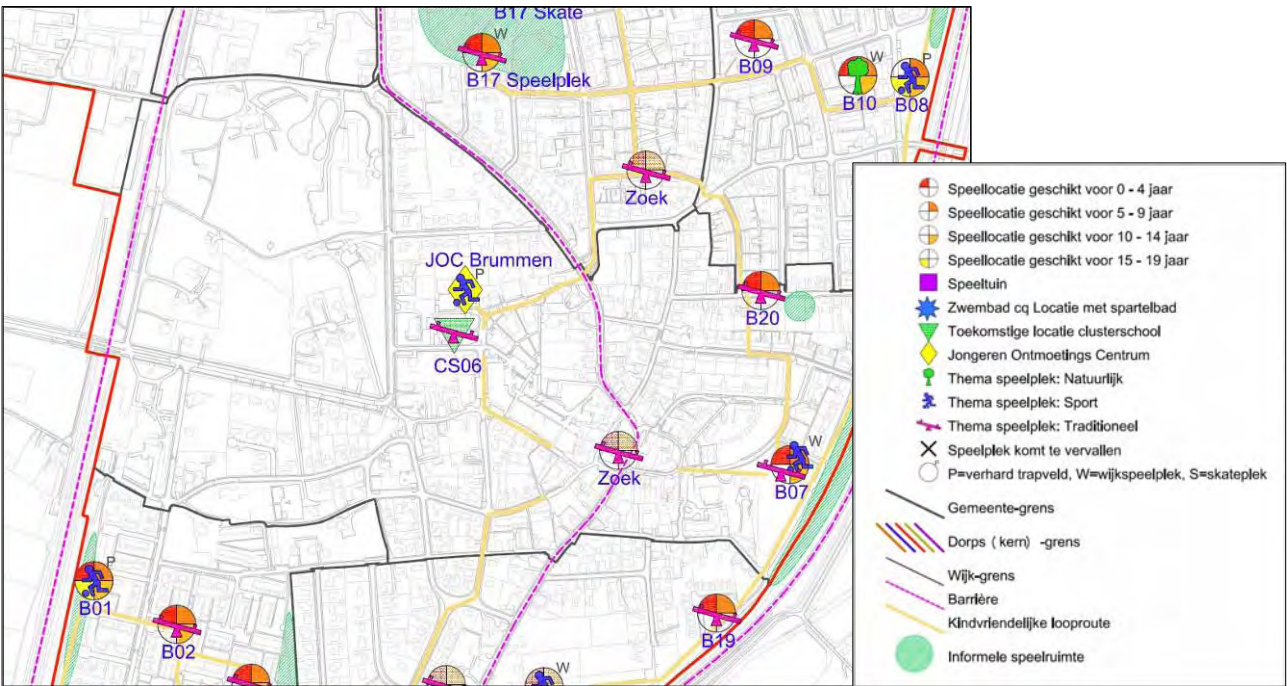 B17 Skate
W
B17 Speelplek
B09
W
B10
P
B08
Zoek
JOC Brummen
P
CS06
B20
Zoek
W
B07
P
B01
B02
B19
W
Speellocatie geschikt voor 0 - 4 jaar
Speellocatie geschikt voor 5 - 9 jaar
Speellocatie geschikt voor 10 - 14 jaar
Speellocatie geschikt voor 15 - 19 jaar
Speeltuin
Zwembad cq Locatie met spartelbad
Toekomstige locatie clusterschool
Jongeren Ontmoetings Centrum
Thema speelplek: Natuurlijk
Thema speelplek: Sport
Thema speelplek: Traditioneel
Speelplek komt te vervallen
P=verhard trapveld, W=wijkspeelplek, S=skateplek
Gemeente-grens
Dorps ( kern) -grens
Wijk-grens
Barrière
Kindvriendelijke looproute
Informele speelruimte